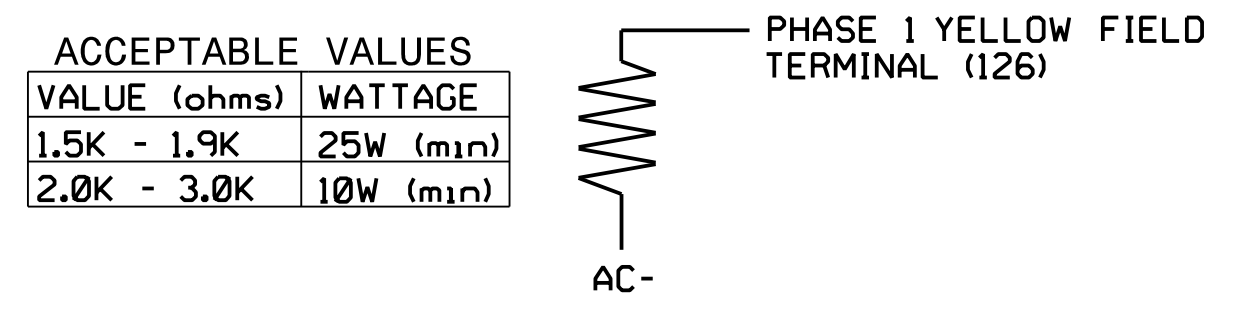 ACCEPTABLE VALUES
VALUE (ohms) WATTAGE
1.5K - 1.9K 25W (min)
2.0K - 3.0K 10W (min)
PHASE 1 YELLOW FIELD
TERMINAL (126)
AC-